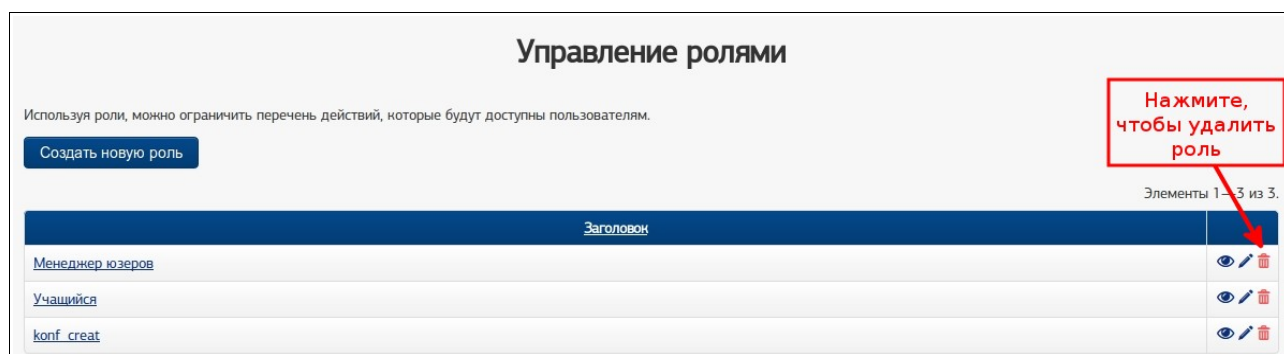 Управление ролями
Используя роли, можно ограничить перечень действий, которые будут доступны пользователям.
Нажмите,
чтобы удалить
роль
Создать новую роль
Элементы 1—3 из 3.
Заголовок
Менеджер юзеров
Учащийся
konf_creat